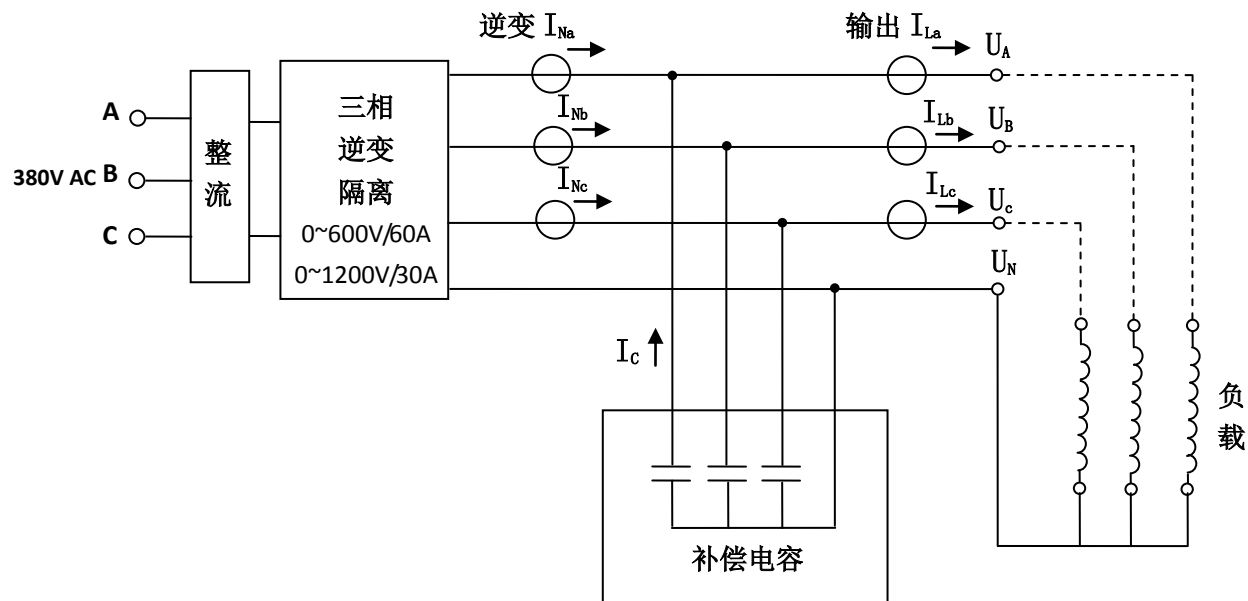 逆变 I_Na
输出 I_La
U_A
A
三相
I_Nb
I_Lb
U_B
整
逆变
380V AC B
流
隔离
I_Nc
I_Lc
U_c
C
0~600V/60A
0~1200V/30A
U_N
I_C
负
载
补偿电容